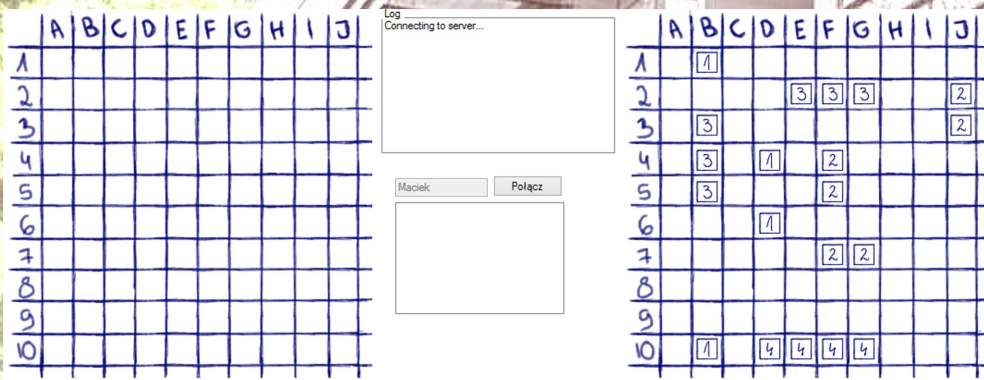 A B C D E F G H I J
1
2
3
4
5
6
7
8
9
10
Log
Connecting to server...
Maciek
Połącz
A B C D E F G H I J
1 1
2 3 3 3 2
3 3 2
4 3 1 2
5 3 2
6 1
7 2 2
8
9
10 1 4 4 4 4